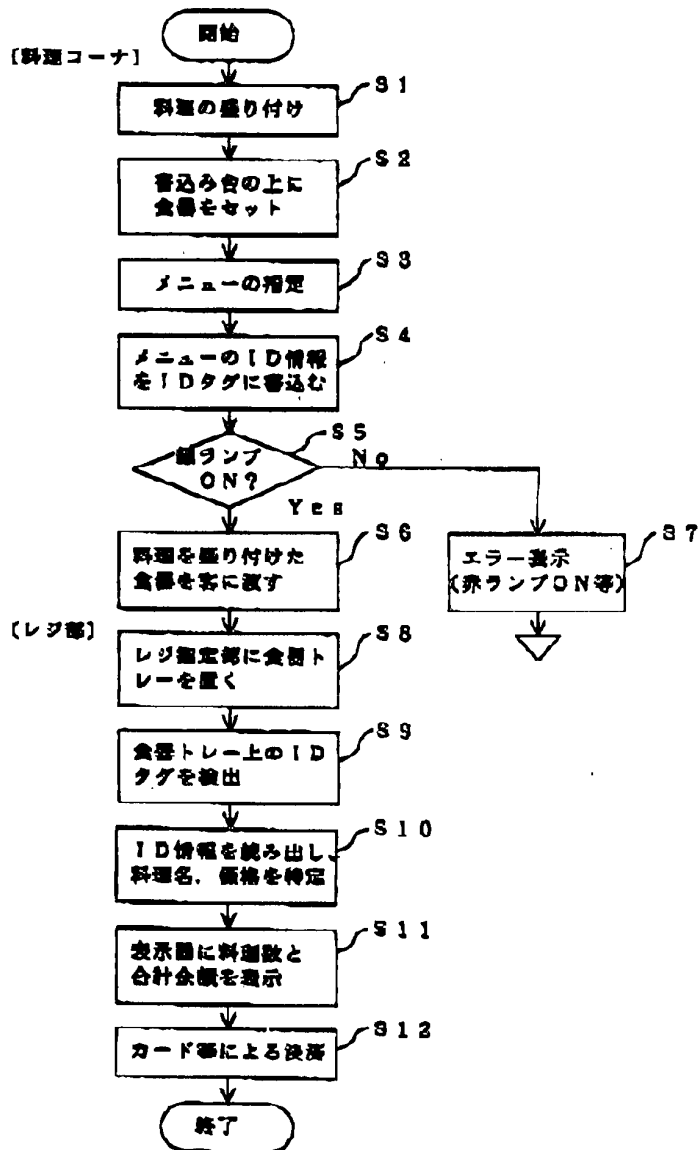 開始
[料理コーナ]
S1
料理の盛り付け
S2
書込み台の上に
食器をセット
S3
メニューの指定
S4
メニューのID情報
をIDタグに書込む
S5
緑ランプ
ON?
No
Yes
S6
料理を盛り付けた
食器を客に渡す
S7
エラー表示
(赤ランプON等)
[レジ部]
S8
レジ指定部に食器ト
レーを置く
S9
食器トレー上のID
タグを検出
S10
ID情報を読み出し、
料理名,価格を特定
S11
表示器に料理数と
合計金額を表示
S12
カード等による決済
終了